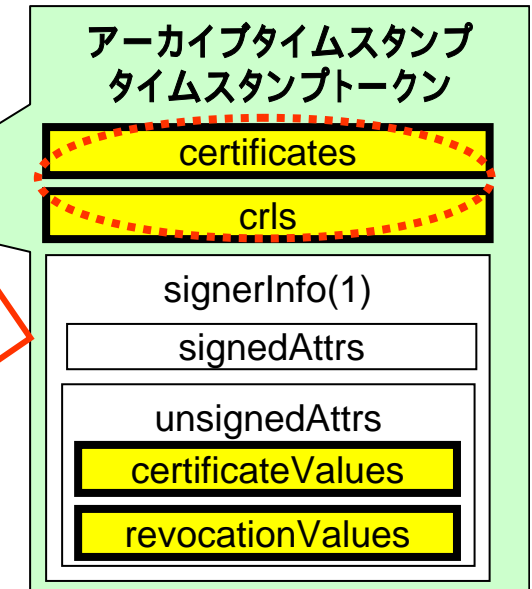 アーカイブタイムスタンプ
タイムスタンプトークン
certificates
crls
signerInfo(1)
signedAttrs
unsignedAttrs
certificateValues
revocationValues